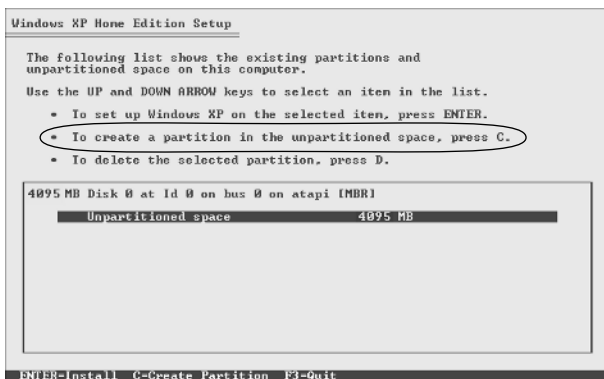 Windows XP Home Edition Setup
The following list shows the existing partitions and
unpartitioned space on this computer.
Use the UP and DOWN ARROW keys to select an item in the list.
• To set up Windows XP on the selected item, press ENTER.
• To create a partition in the unpartitioned space, press C.
• To delete the selected partition, press D.
4095 MB Disk 0 at Id 0 on bus 0 on atapi [MBR]
Unpartitioned space 4095 MB
ENTER=Install C=Create Partition F3=Quit